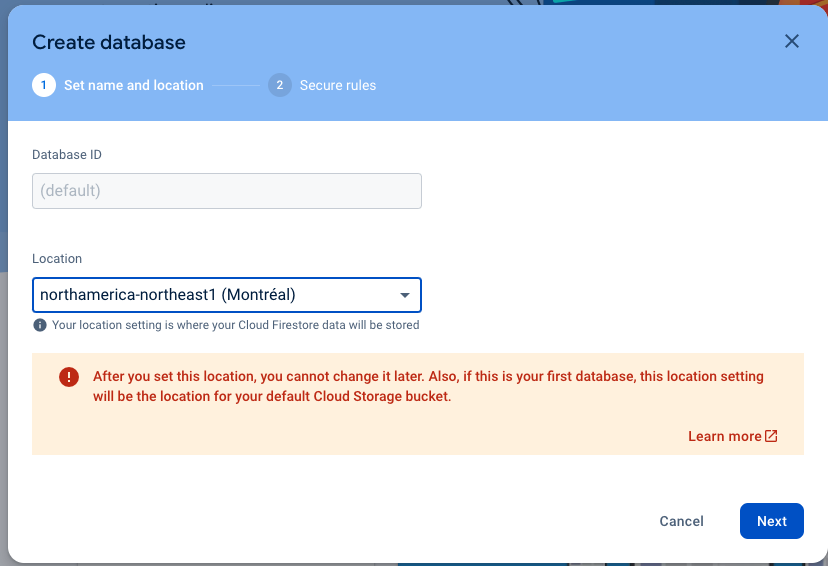 Create database
1 Set name and location
2 Secure rules
Database ID
(default)
Location
northamerica-northeast1 (Montréal)
Your location setting is where your Cloud Firestore data will be stored
After you set this location, you cannot change it later. Also, if this is your first database, this location setting
will be the location for your default Cloud Storage bucket.
Learn more
Cancel
Next